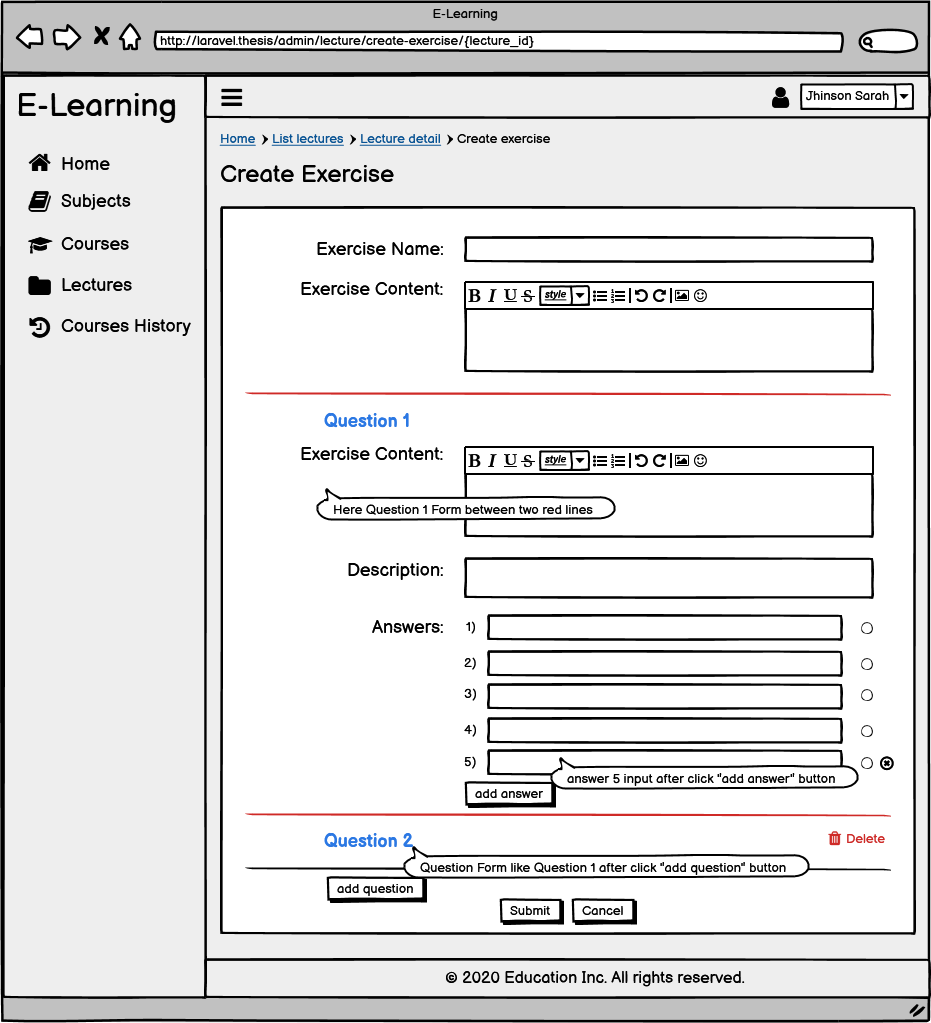 E-Learning
http://laravel.thesis/admin/lecture/create-exercise/{lecture_id}
E-Learning
Home
Subjects
Courses
Lectures
Courses History
Jhinson Sarah
Home List lectures Lecture detail Create exercise
Create Exercise
Exercise Name:
Exercise Content:
B I U S style
Question 1
Exercise Content:
B I U S style
Here Question 1 Form between two red lines
Description:
Answers:
1)
2)
3)
4)
5)
answer 5 input after click "add answer" button
add answer
Question 2
Delete
Question Form like Question 1 after click "add question" button
add question
Submit Cancel
© 2020 Education Inc. All rights reserved.